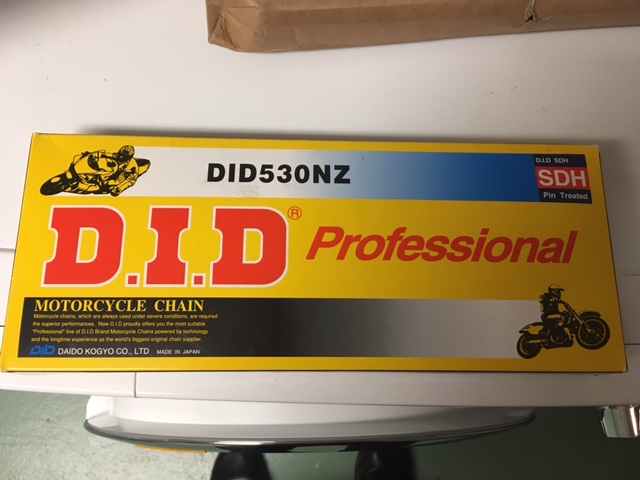 DID530NZ
D.I.D SDH
SDH
Pin Treated
D.I.D® Professional
MOTORCYCLE CHAIN
Motorcycle chains, which are always used under severe conditions, are required
the superior performances. Now D.I.D proudly offers you the most suitable
"Professional" line of D.I.D Brand Motorcycle Chains powered by technology
and the longtime experience as the world's biggest original chain supplier.
DID DAIDO KOGYO CO., LTD MADE IN JAPAN